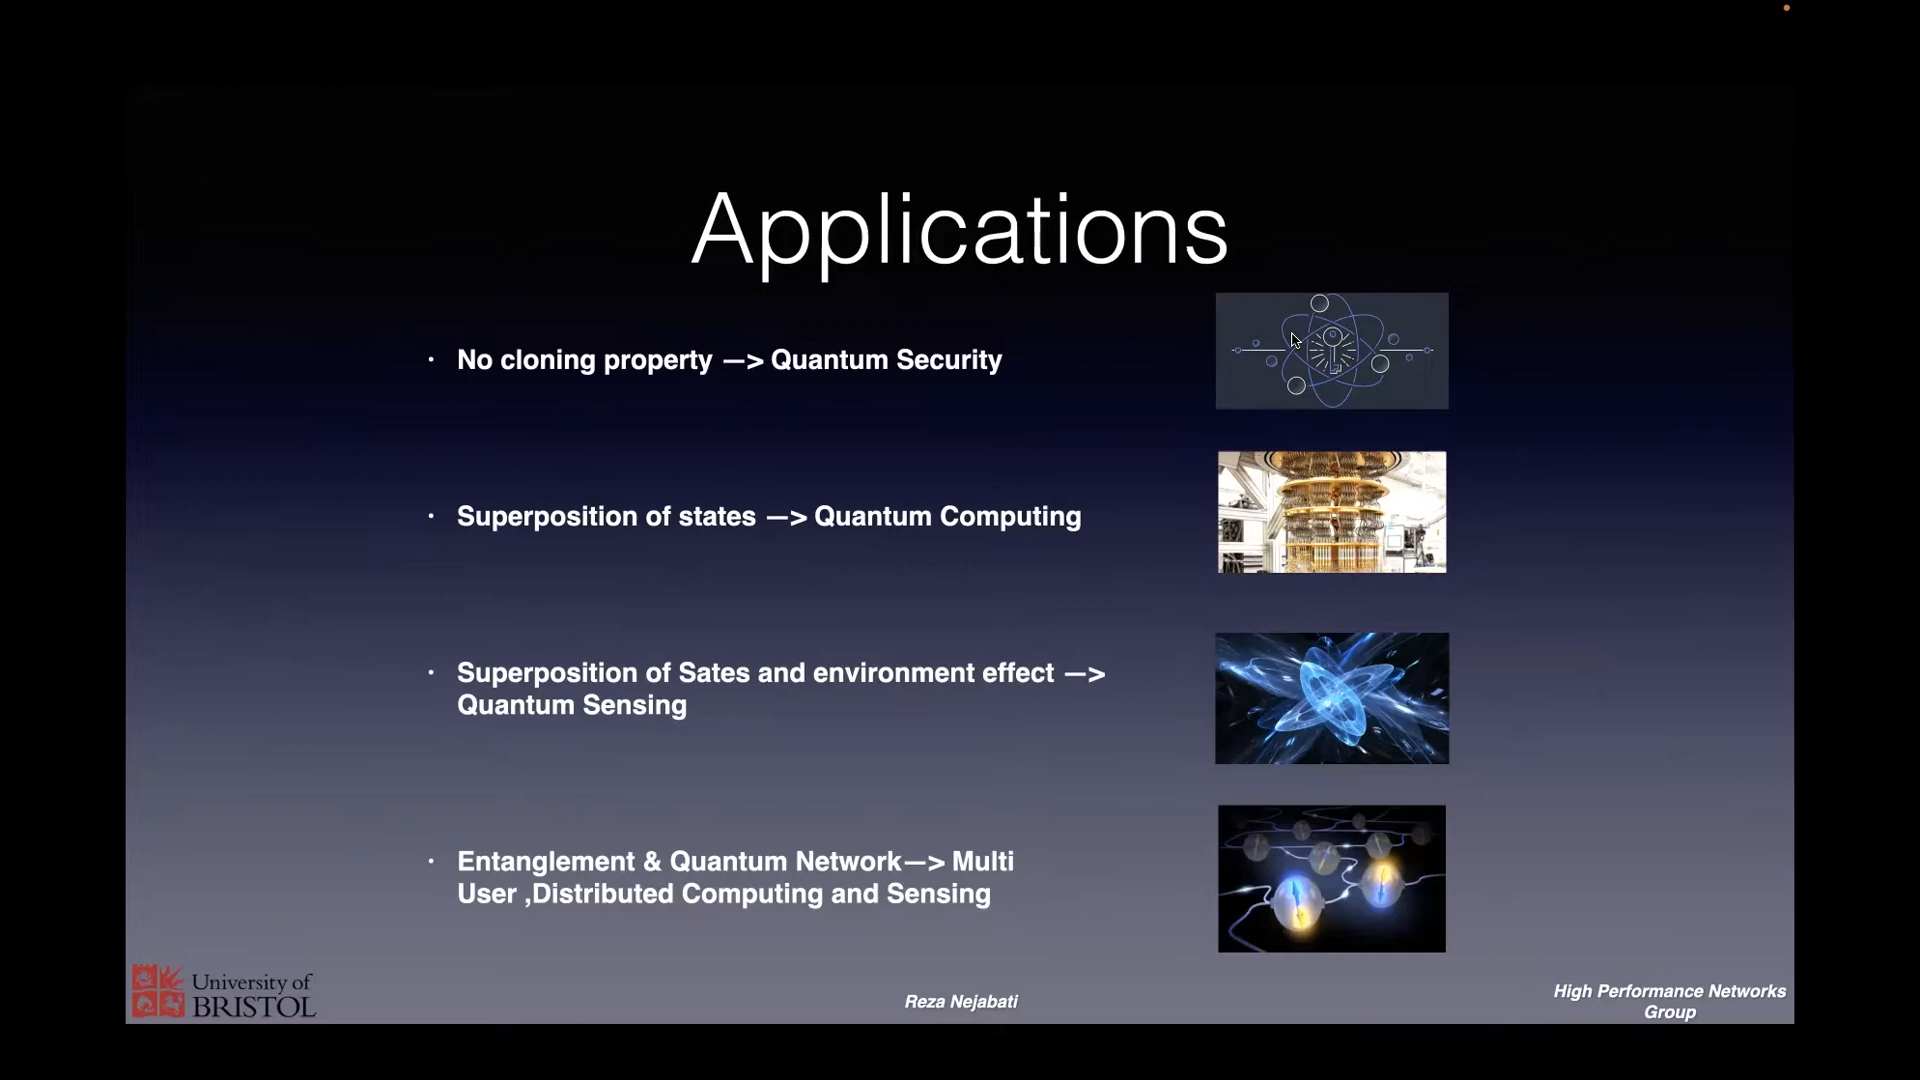 Applications
• No cloning property —> Quantum Security
• Superposition of states —> Quantum Computing
• Superposition of Sates and environment effect —>
Quantum Sensing
• Entanglement & Quantum Network—> Multi
User ,Distributed Computing and Sensing
University of
BRISTOL
Reza Nejabati
High Performance Networks
Group